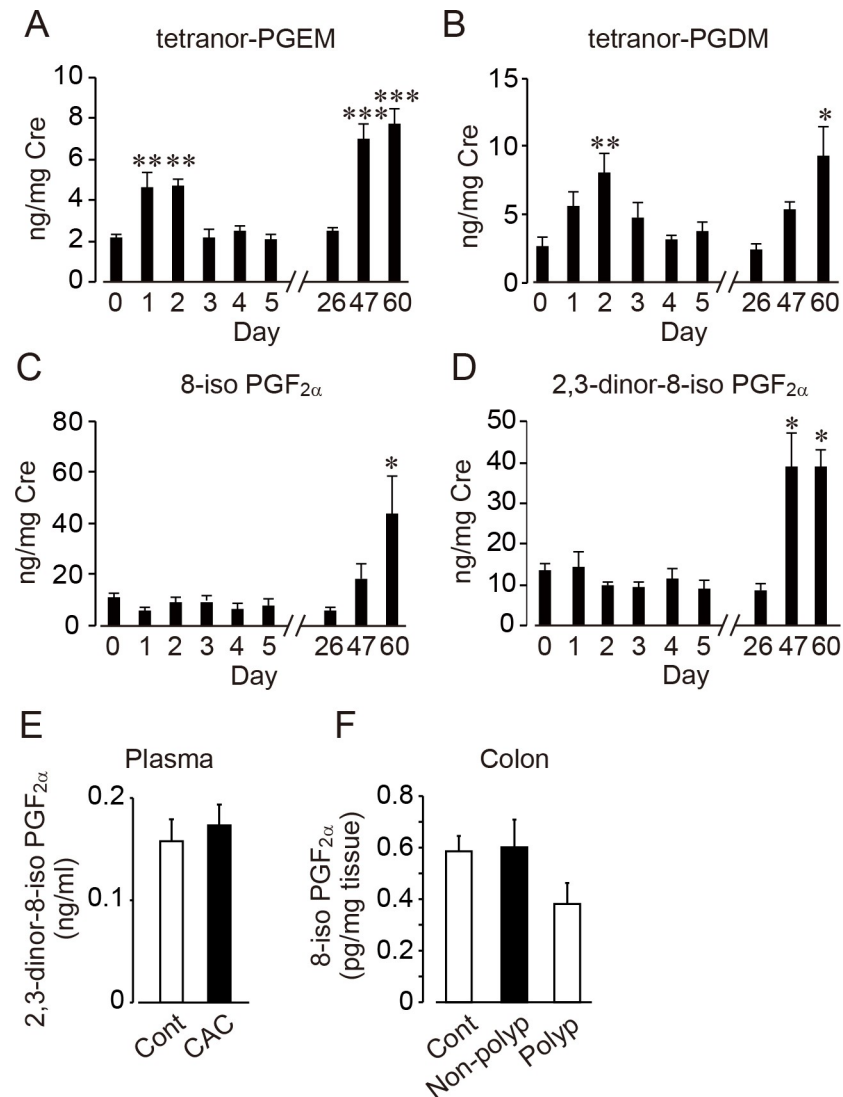 A
tetranor-PGEM
ng/mg Cre
10
8
6
4
2
0
** ** *** ***
0 1 2 3 4 5 // 26 47 60
Day
B
tetranor-PGDM
ng/mg Cre
15
10
5
0
** *
0 1 2 3 4 5 // 26 47 60
Day
C
8-iso PGF2α
ng/mg Cre
80
60
40
20
0
*
0 1 2 3 4 5 // 26 47 60
Day
D
2,3-dinor-8-iso PGF2α
ng/mg Cre
50
40
30
20
10
0
* *
0 1 2 3 4 5 // 26 47 60
Day
E
Plasma
2,3-dinor-8-iso PGF2α
(ng/ml)
0.2
0.1
0
Cont CAC
F
Colon
8-iso PGF2α
(pg/mg tissue)
0.8
0.6
0.4
0.2
0
Cont Non-polyp Polyp